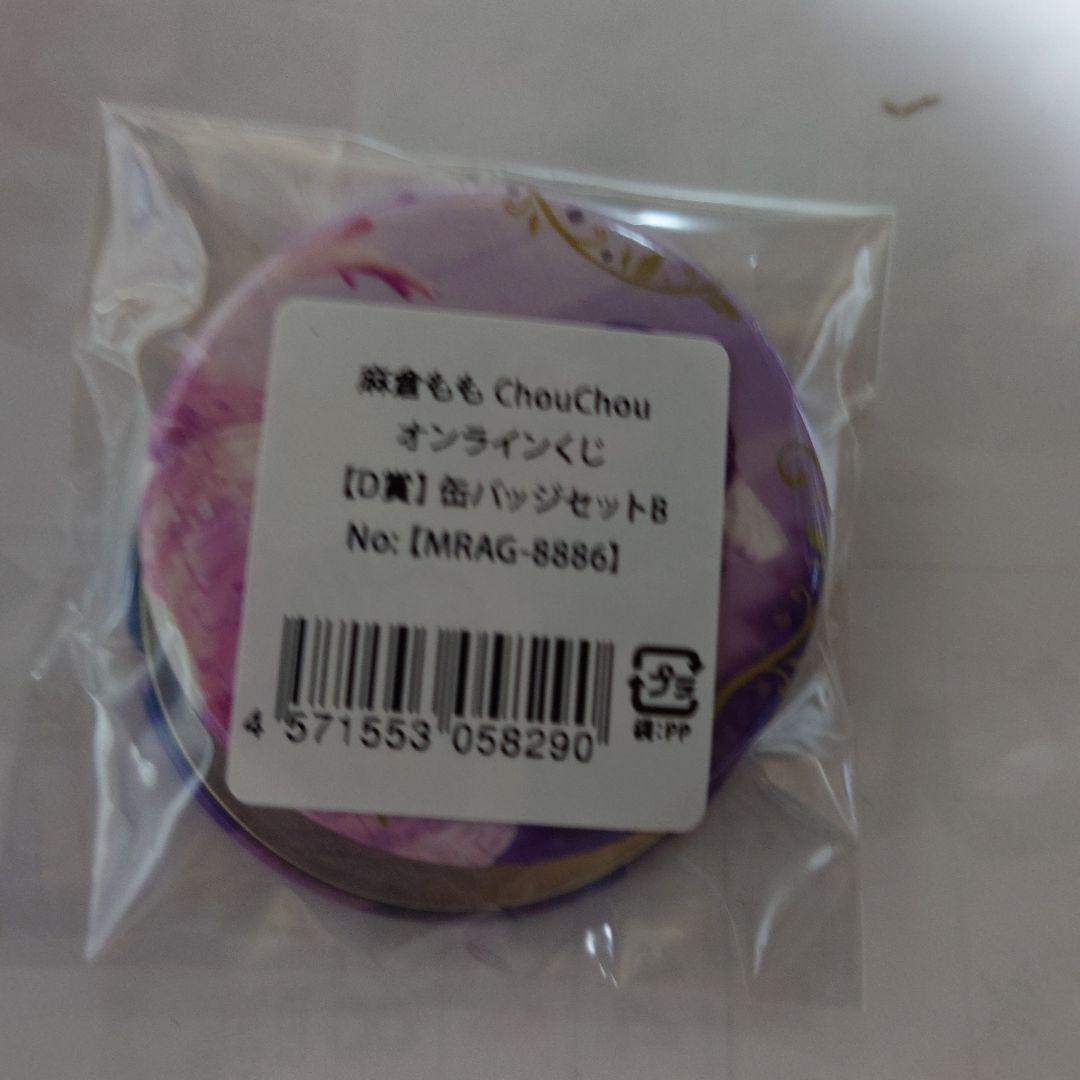 麻倉もも ChouChou
オンラインくじ
【D賞】缶バッジセットB
No:【MRAG-8886】
4 571553 058290
プラ
袋:PP